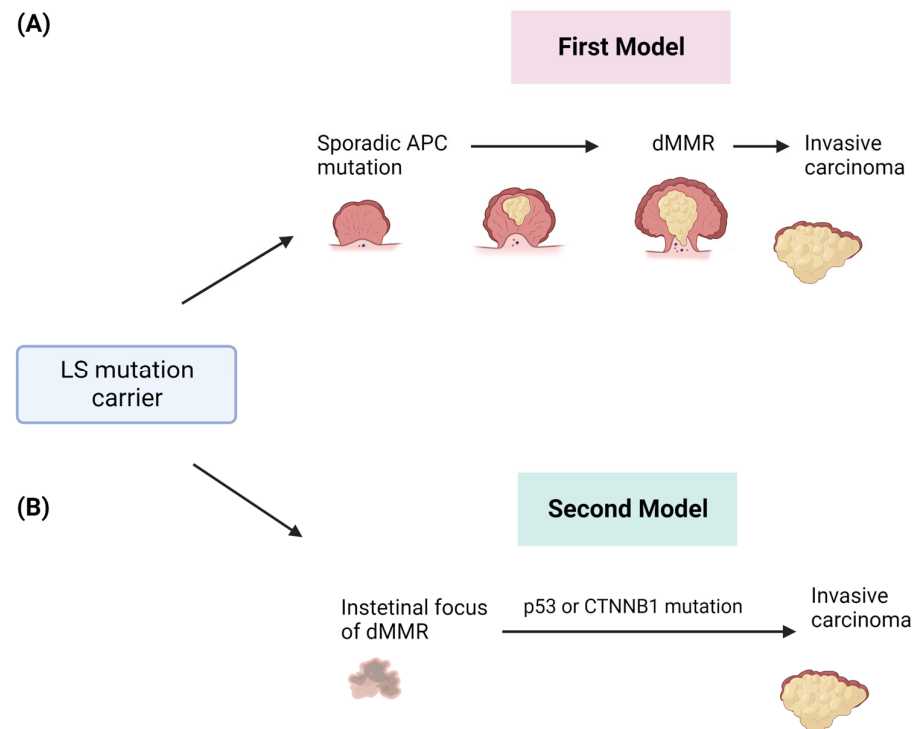 (A)
First Model
Sporadic APC
mutation
dMMR
Invasive
carcinoma
LS mutation
carrier
(B)
Second Model
Instetinal focus
of dMMR
p53 or CTNNB1 mutation
Invasive
carcinoma